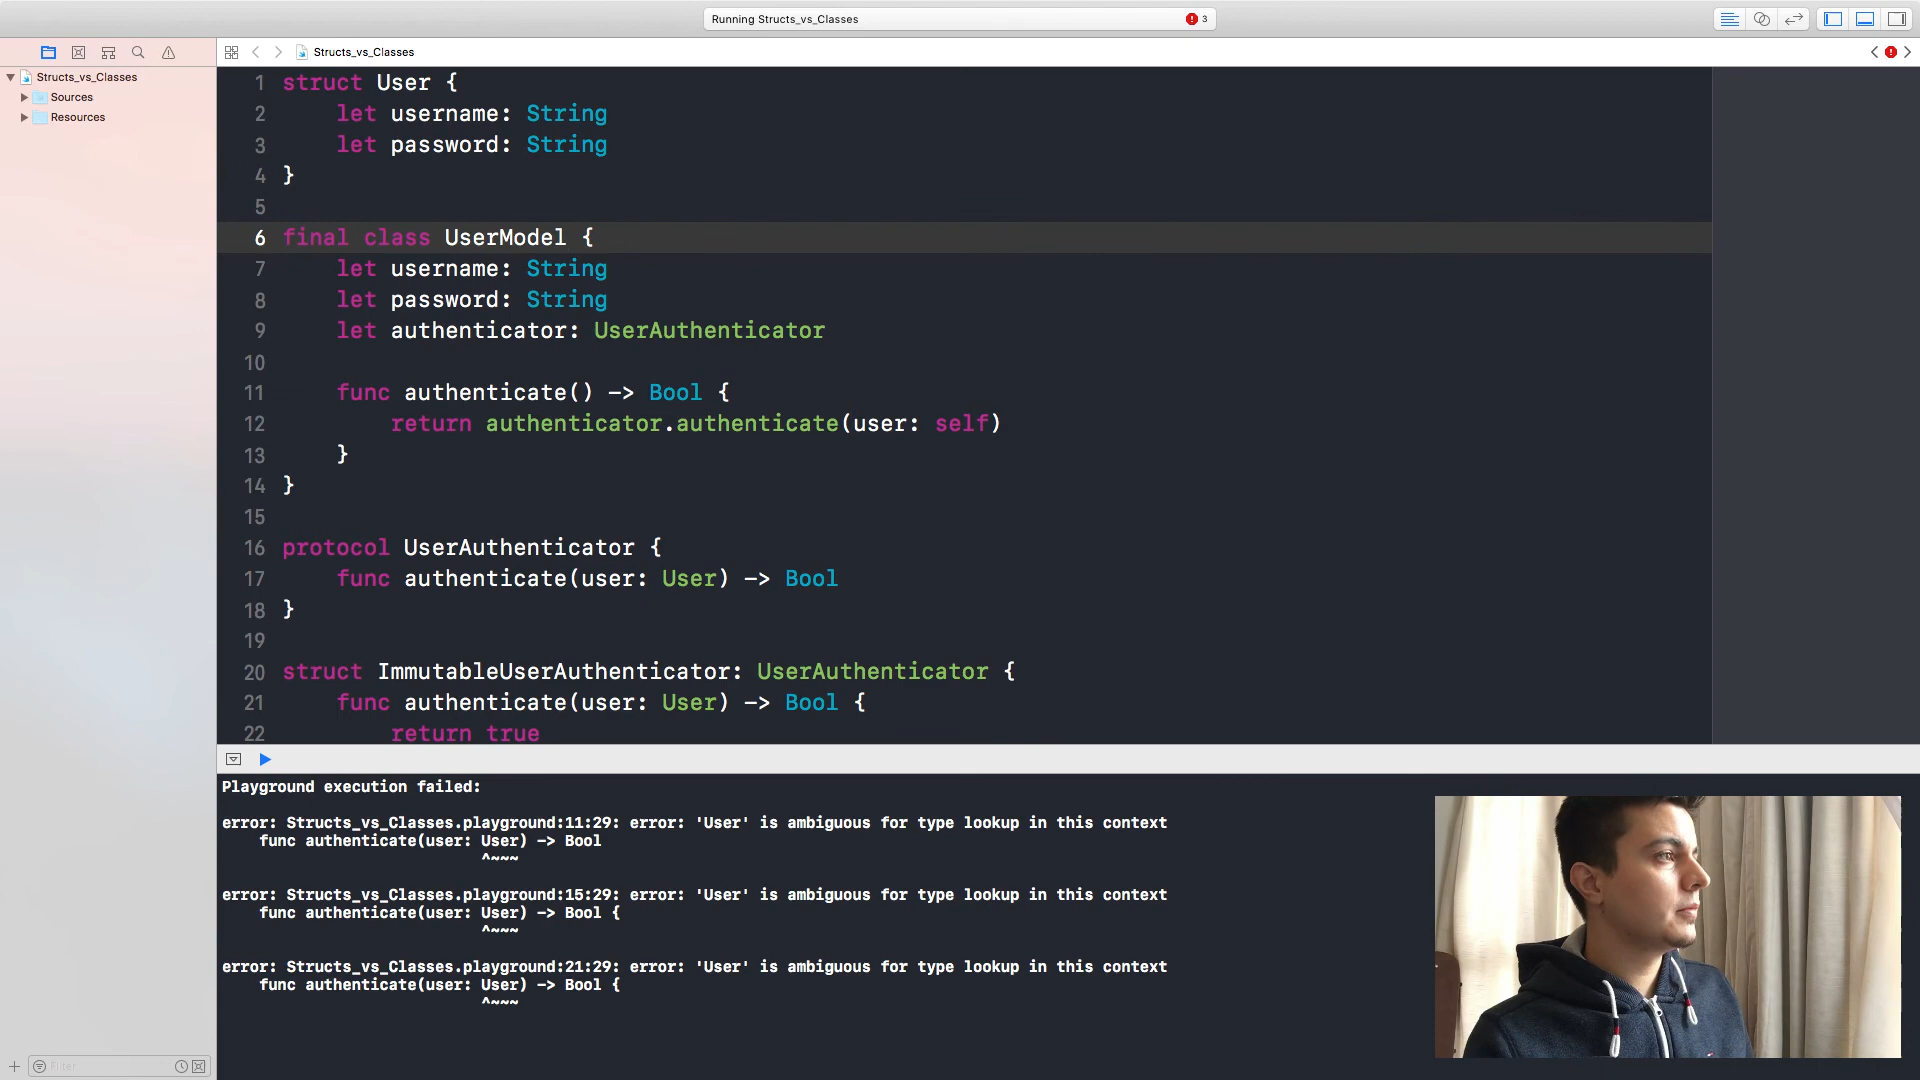 Running Structs_vs_Classes
3
Structs_vs_Classes
Structs_vs_Classes
Sources
Resources
1 struct User {
2 let username: String
3 let password: String
4 }
5
6 final class UserModel {
7 let username: String
8 let password: String
9 let authenticator: UserAuthenticator
10
11 func authenticate() -> Bool {
12 return authenticator.authenticate(user: self)
13 }
14 }
15
16 protocol UserAuthenticator {
17 func authenticate(user: User) -> Bool
18 }
19
20 struct ImmutableUserAuthenticator: UserAuthenticator {
21 func authenticate(user: User) -> Bool {
22 return true
Playground execution failed:
error: Structs_vs_Classes.playground:11:29: error: 'User' is ambiguous for type lookup in this context
func authenticate(user: User) -> Bool
^~~~
error: Structs_vs_Classes.playground:15:29: error: 'User' is ambiguous for type lookup in this context
func authenticate(user: User) -> Bool {
^~~~
error: Structs_vs_Classes.playground:21:29: error: 'User' is ambiguous for type lookup in this context
func authenticate(user: User) -> Bool {
^~~~
Filter